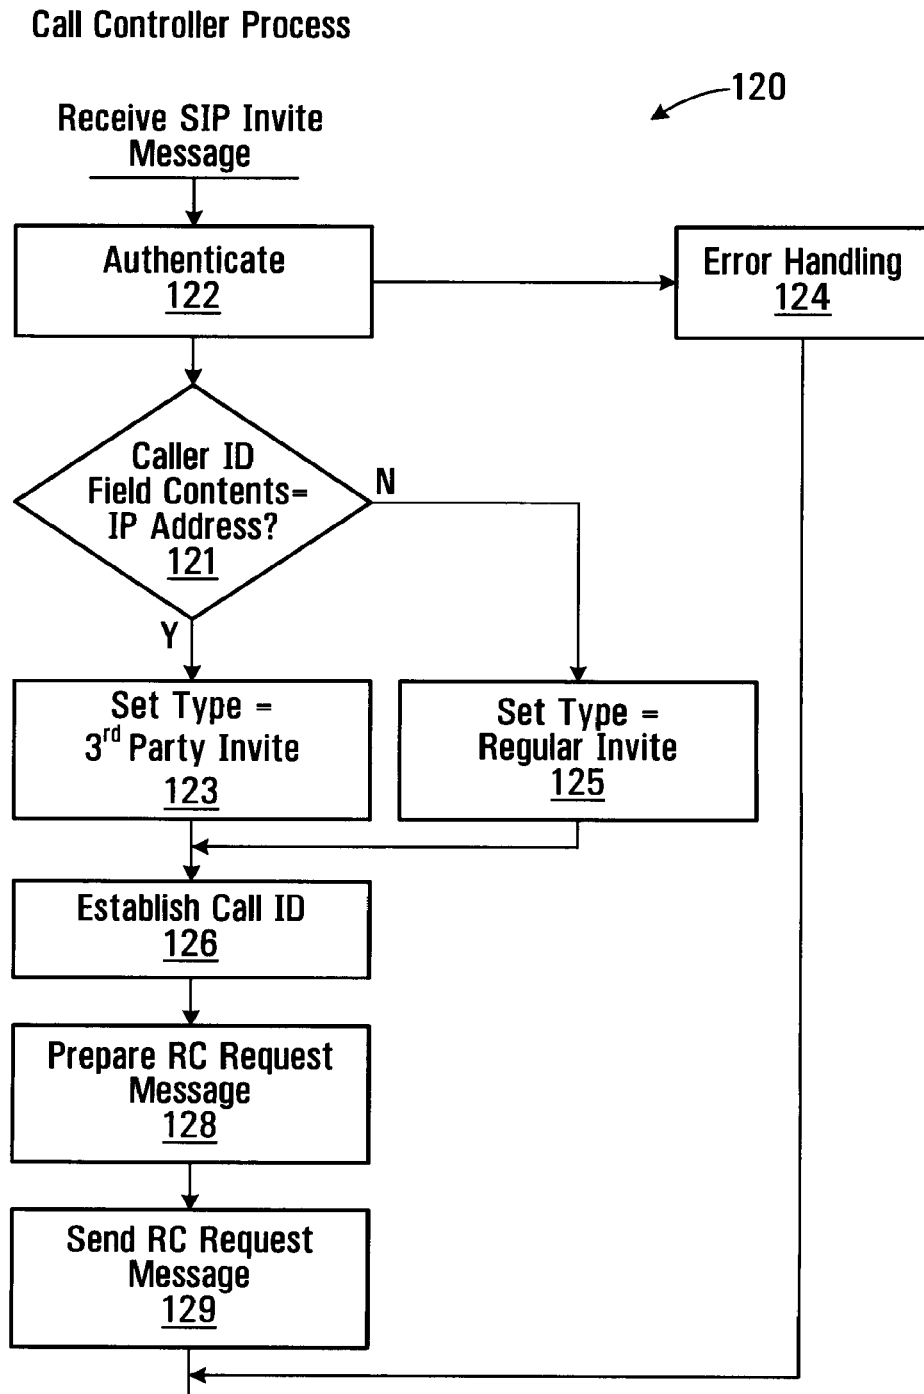 Call Controller Process
120
Receive SIP Invite
Message
Authenticate
122
Error Handling
124
Caller ID
Field Contents=
IP Address?
121
N
Y
Set Type =
3rd Party Invite
123
Set Type =
Regular Invite
125
Establish Call ID
126
Prepare RC Request
Message
128
Send RC Request
Message
129